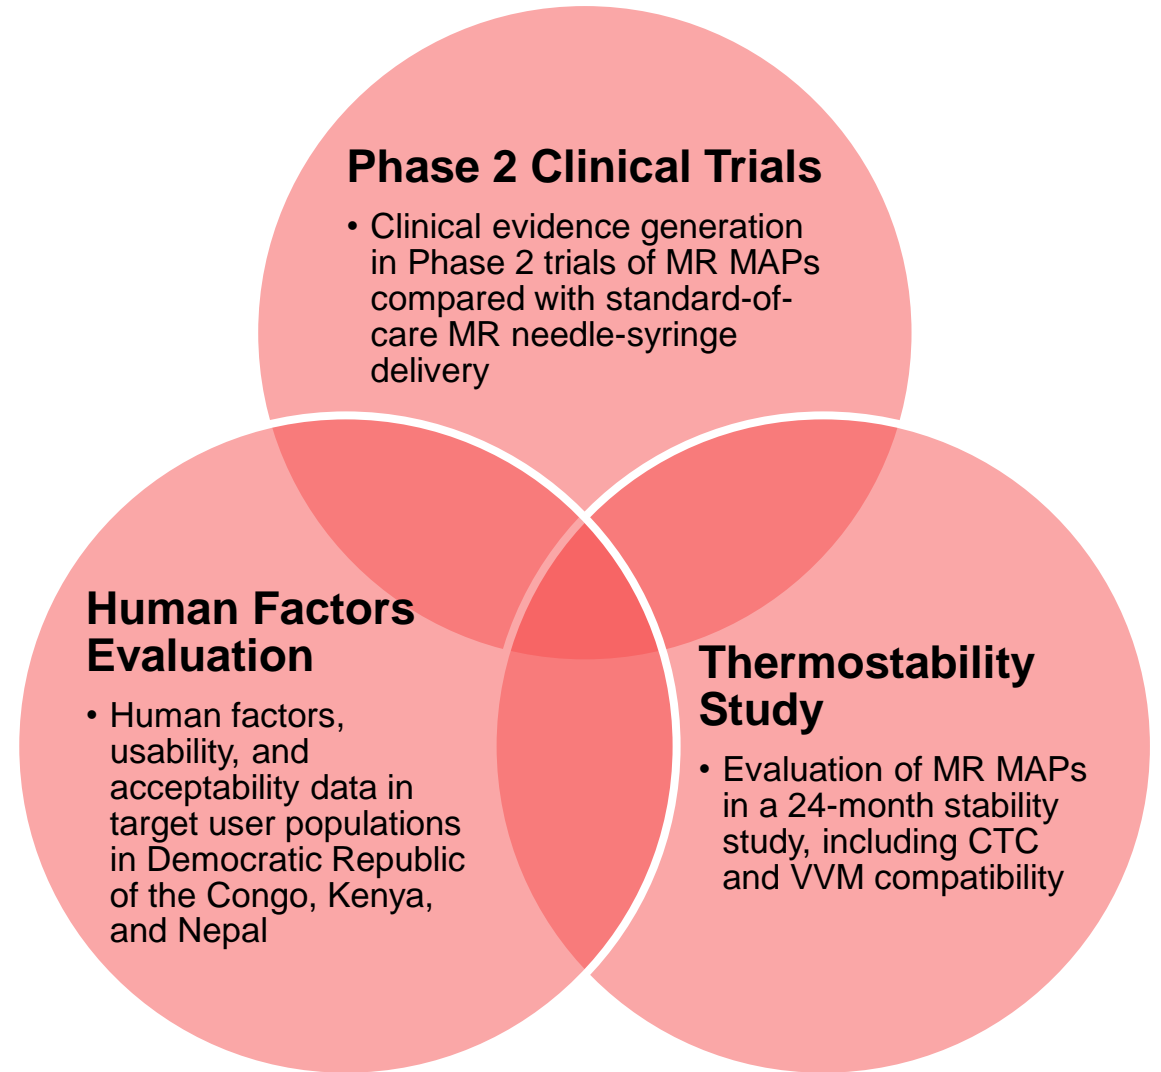 Phase 2 Clinical Trials
• Clinical evidence generation
in Phase 2 trials of MR MAPs
compared with standard-of-
care MR needle-syringe
delivery
Human Factors
Evaluation
• Human factors,
usability, and
acceptability data in
target user populations
in Democratic Republic
of the Congo, Kenya,
and Nepal
Thermostability
Study
• Evaluation of MR MAPs
in a 24-month stability
study, including CTC
and VVM compatibility